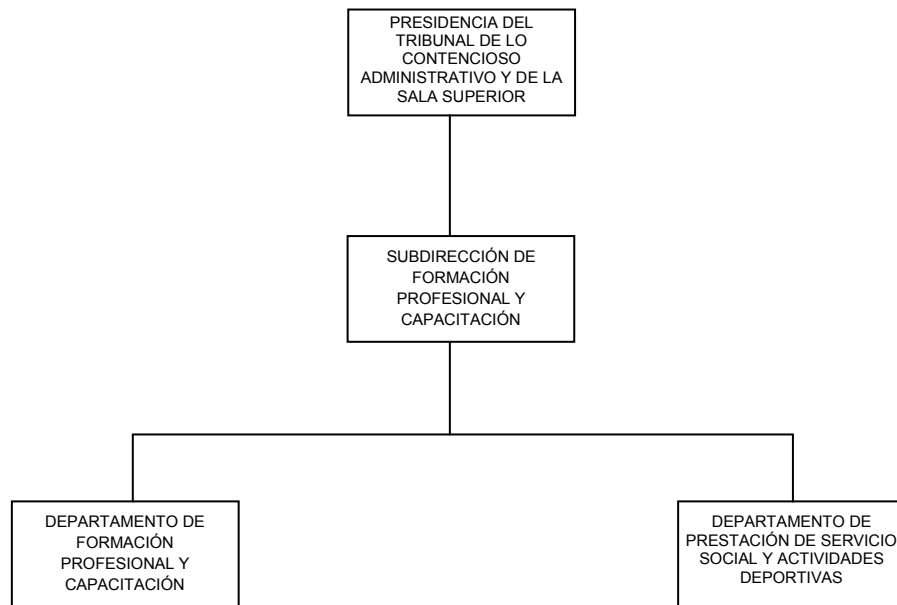 PRESIDENCIA DEL
TRIBUNAL DE LO
CONTENCIOSO
ADMINISTRATIVO Y DE LA
SALA SUPERIOR
SUBDIRECCIÓN DE
FORMACIÓN
PROFESIONAL Y
CAPACITACIÓN
DEPARTAMENTO DE
FORMACIÓN
PROFESIONAL Y
CAPACITACIÓN
DEPARTAMENTO DE
PRESTACIÓN DE SERVICIO
SOCIAL Y ACTIVIDADES
DEPORTIVAS